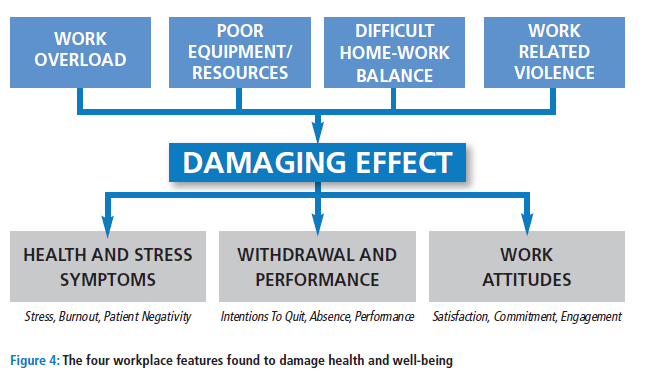 WORK
OVERLOAD
POOR
EQUIPMENT/
RESOURCES
DIFFICULT
HOME-WORK
BALANCE
WORK
RELATED
VIOLENCE
DAMAGING EFFECT
HEALTH AND STRESS
SYMPTOMS
WITHDRAWAL AND
PERFORMANCE
WORK
ATTITUDES
Stress, Burnout, Patient Negativity
Intentions To Quit, Absence, Performance
Satisfaction, Commitment, Engagement
Figure 4: The four workplace features found to damage health and well-being